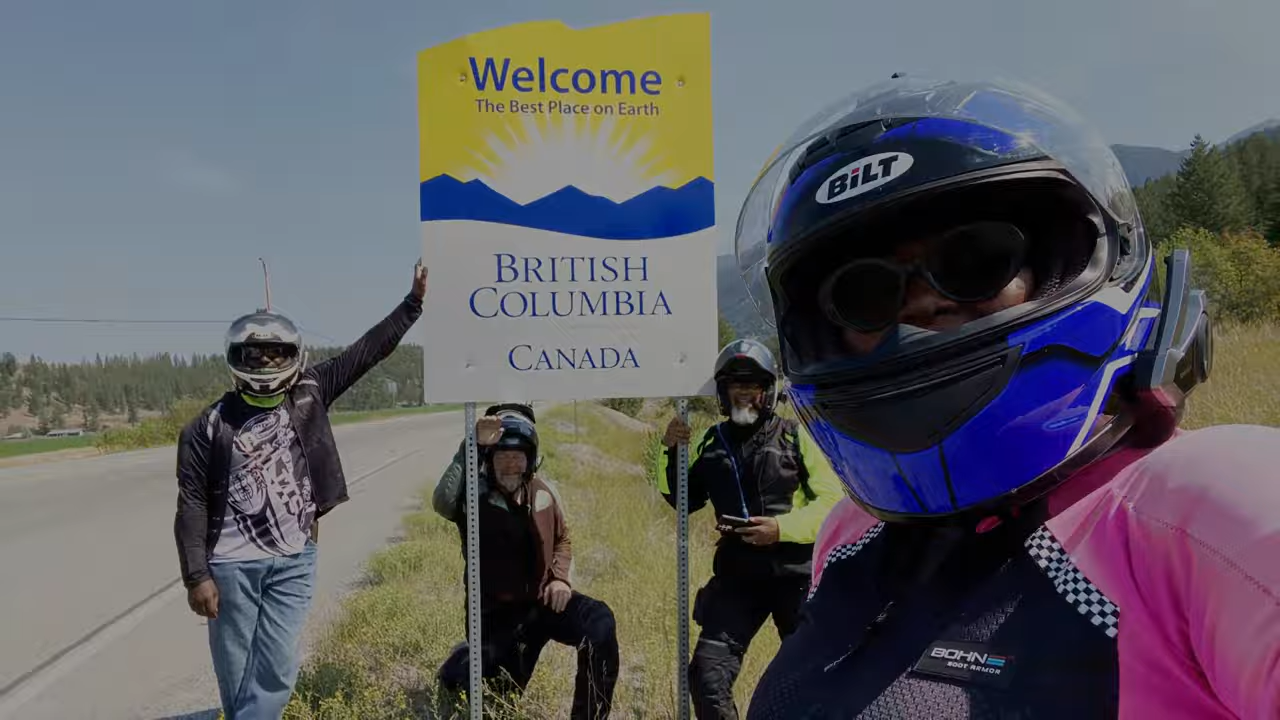 Welcome
The Best Place on Earth
BRITISH
COLUMBIA
CANADA
BiLT
BOHN
BODY ARMOR